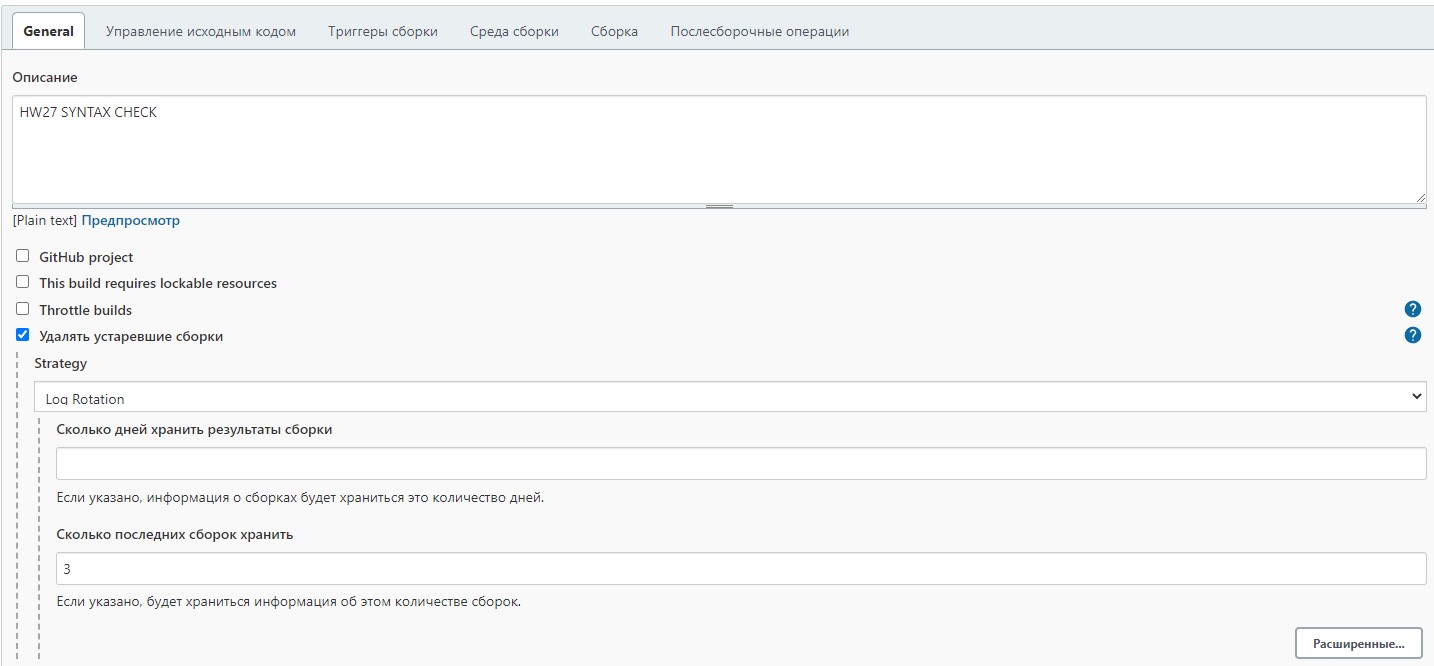 General Управление исходным кодом Триггеры сборки Среда сборки Сборка Послесборочные операции
Описание
HW27 SYNTAX CHECK
[Plain text] Предпросмотр
GitHub project
This build requires lockable resources
Throttle builds ?
Удалять устаревшие сборки ?
Strategy
Log Rotation
Сколько дней хранить результаты сборки
Если указано, информация о сборках будет храниться это количество дней.
Сколько последних сборок хранить
3
Если указано, будет храниться информация об этом количестве сборок.
Расширенные...